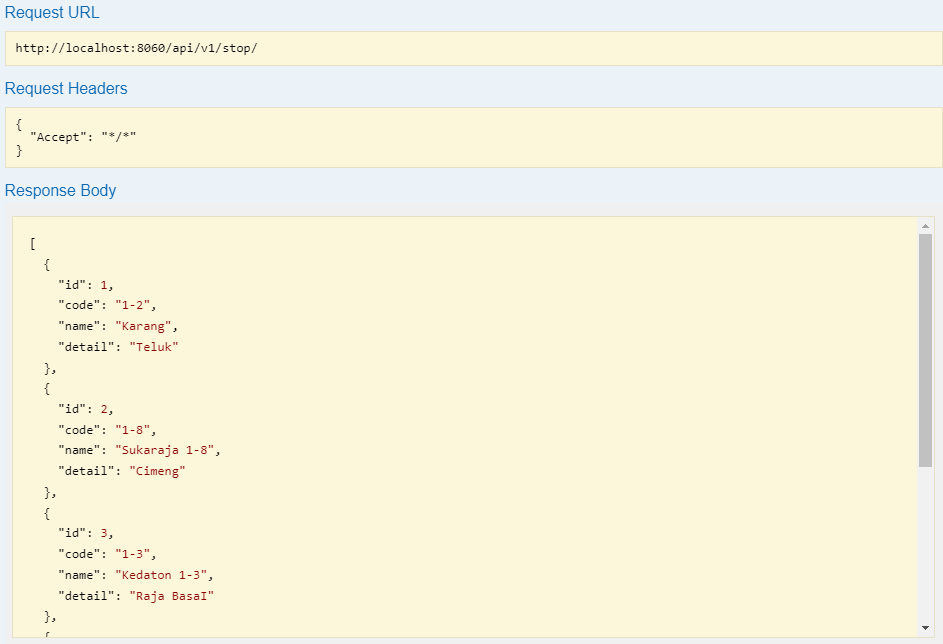 Request URL
http://localhost:8060/api/v1/stop/
Request Headers
{
  "Accept": "*/*"
}
Response Body
[
  {
    "id": 1,
    "code": "1-2",
    "name": "Karang",
    "detail": "Teluk"
  },
  {
    "id": 2,
    "code": "1-8",
    "name": "Sukaraja 1-8",
    "detail": "Cimeng"
  },
  {
    "id": 3,
    "code": "1-3",
    "name": "Kedaton 1-3",
    "detail": "Raja BasaI"
  },
  {